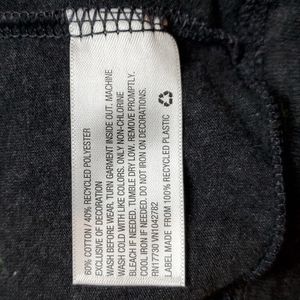 60% COTTON / 40% RECYCLED POLYESTER
EXCLUSIVE OF DECORATION
WASH BEFORE WEAR. TURN GARMENT INSIDE OUT. MACHINE
WASH COLD WITH LIKE COLORS. ONLY NON-CHLORINE
BLEACH IF NEEDED. TUMBLE DRY LOW. REMOVE PROMPTLY.
COOL IRON IF NEEDED. DO NOT IRON ON DECORATIONS.
RN17730 VN1042782
LABEL MADE FROM 100% RECYCLED PLASTIC